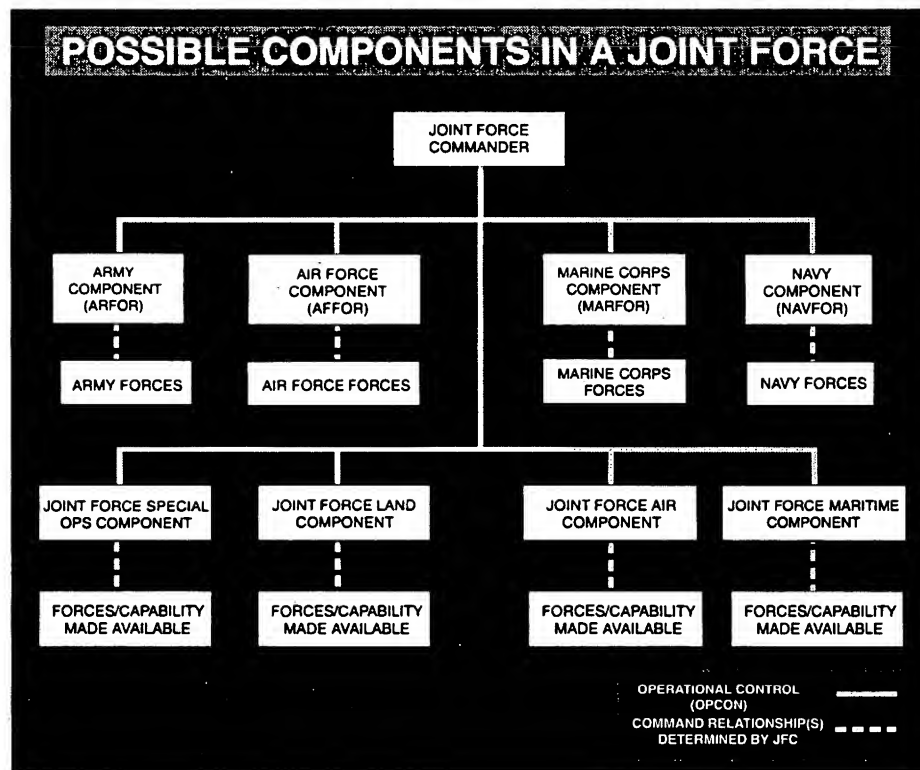 POSSIBLE COMPONENTS IN A JOINT FORCE
JOINT FORCE
COMMANDER
ARMY
COMPONENT
(ARFOR)
AIR FORCE
COMPONENT
(AFFOR)
MARINE CORPS
COMPONENT
(MARFOR)
NAVY
COMPONENT
(NAVFOR)
ARMY FORCES
AIR FORCE FORCES
MARINE CORPS
FORCES
NAVY FORCES
JOINT FORCE SPECIAL
OPS COMPONENT
JOINT FORCE LAND
COMPONENT
JOINT FORCE AIR
COMPONENT
JOINT FORCE MARITIME
COMPONENT
FORCES/CAPABILITY
MADE AVAILABLE
FORCES/CAPABILITY
MADE AVAILABLE
FORCES/CAPABILITY
MADE AVAILABLE
FORCES/CAPABILITY
MADE AVAILABLE
OPERATIONAL CONTROL
(OPCON)
COMMAND RELATIONSHIP(S)
DETERMINED BY JFC